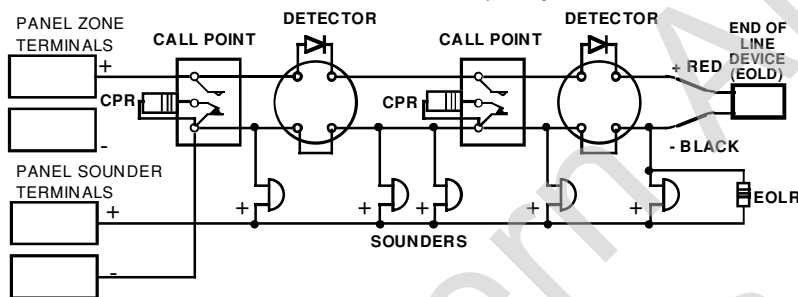 PANEL ZONE
TERMINALS
+
-
PANEL SOUNDER
TERMINALS
+
-
CALL POINT
CPR
DETECTOR
CALL POINT
CPR
DETECTOR
END OF
LINE
DEVICE
(EOLD)
+ RED
- BLACK
EOLR
+
+
+
+
+
SOUNDERS